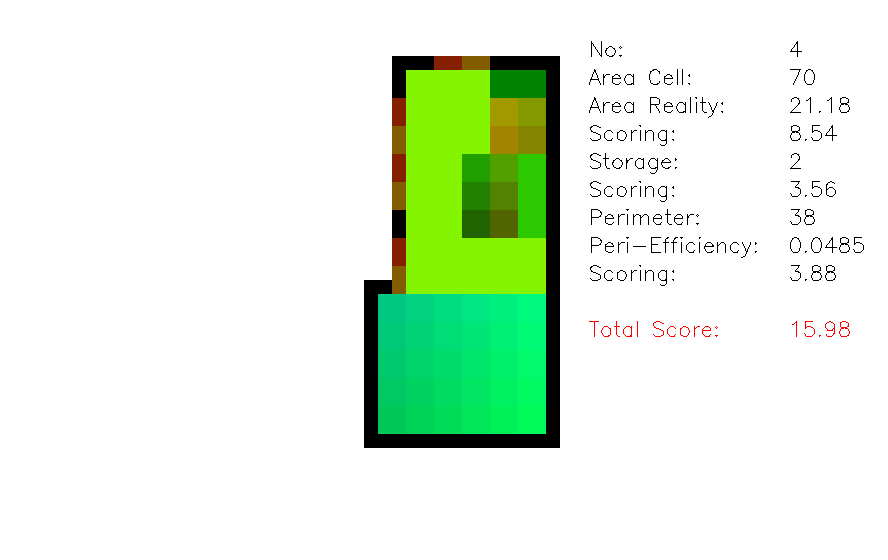 No: 4
Area Cell: 70
Area Reality: 21.18
Scoring: 8.54
Storage: 2
Scoring: 3.56
Perimeter: 38
Peri-Efficiency: 0.0485
Scoring: 3.88
Total Score: 15.98